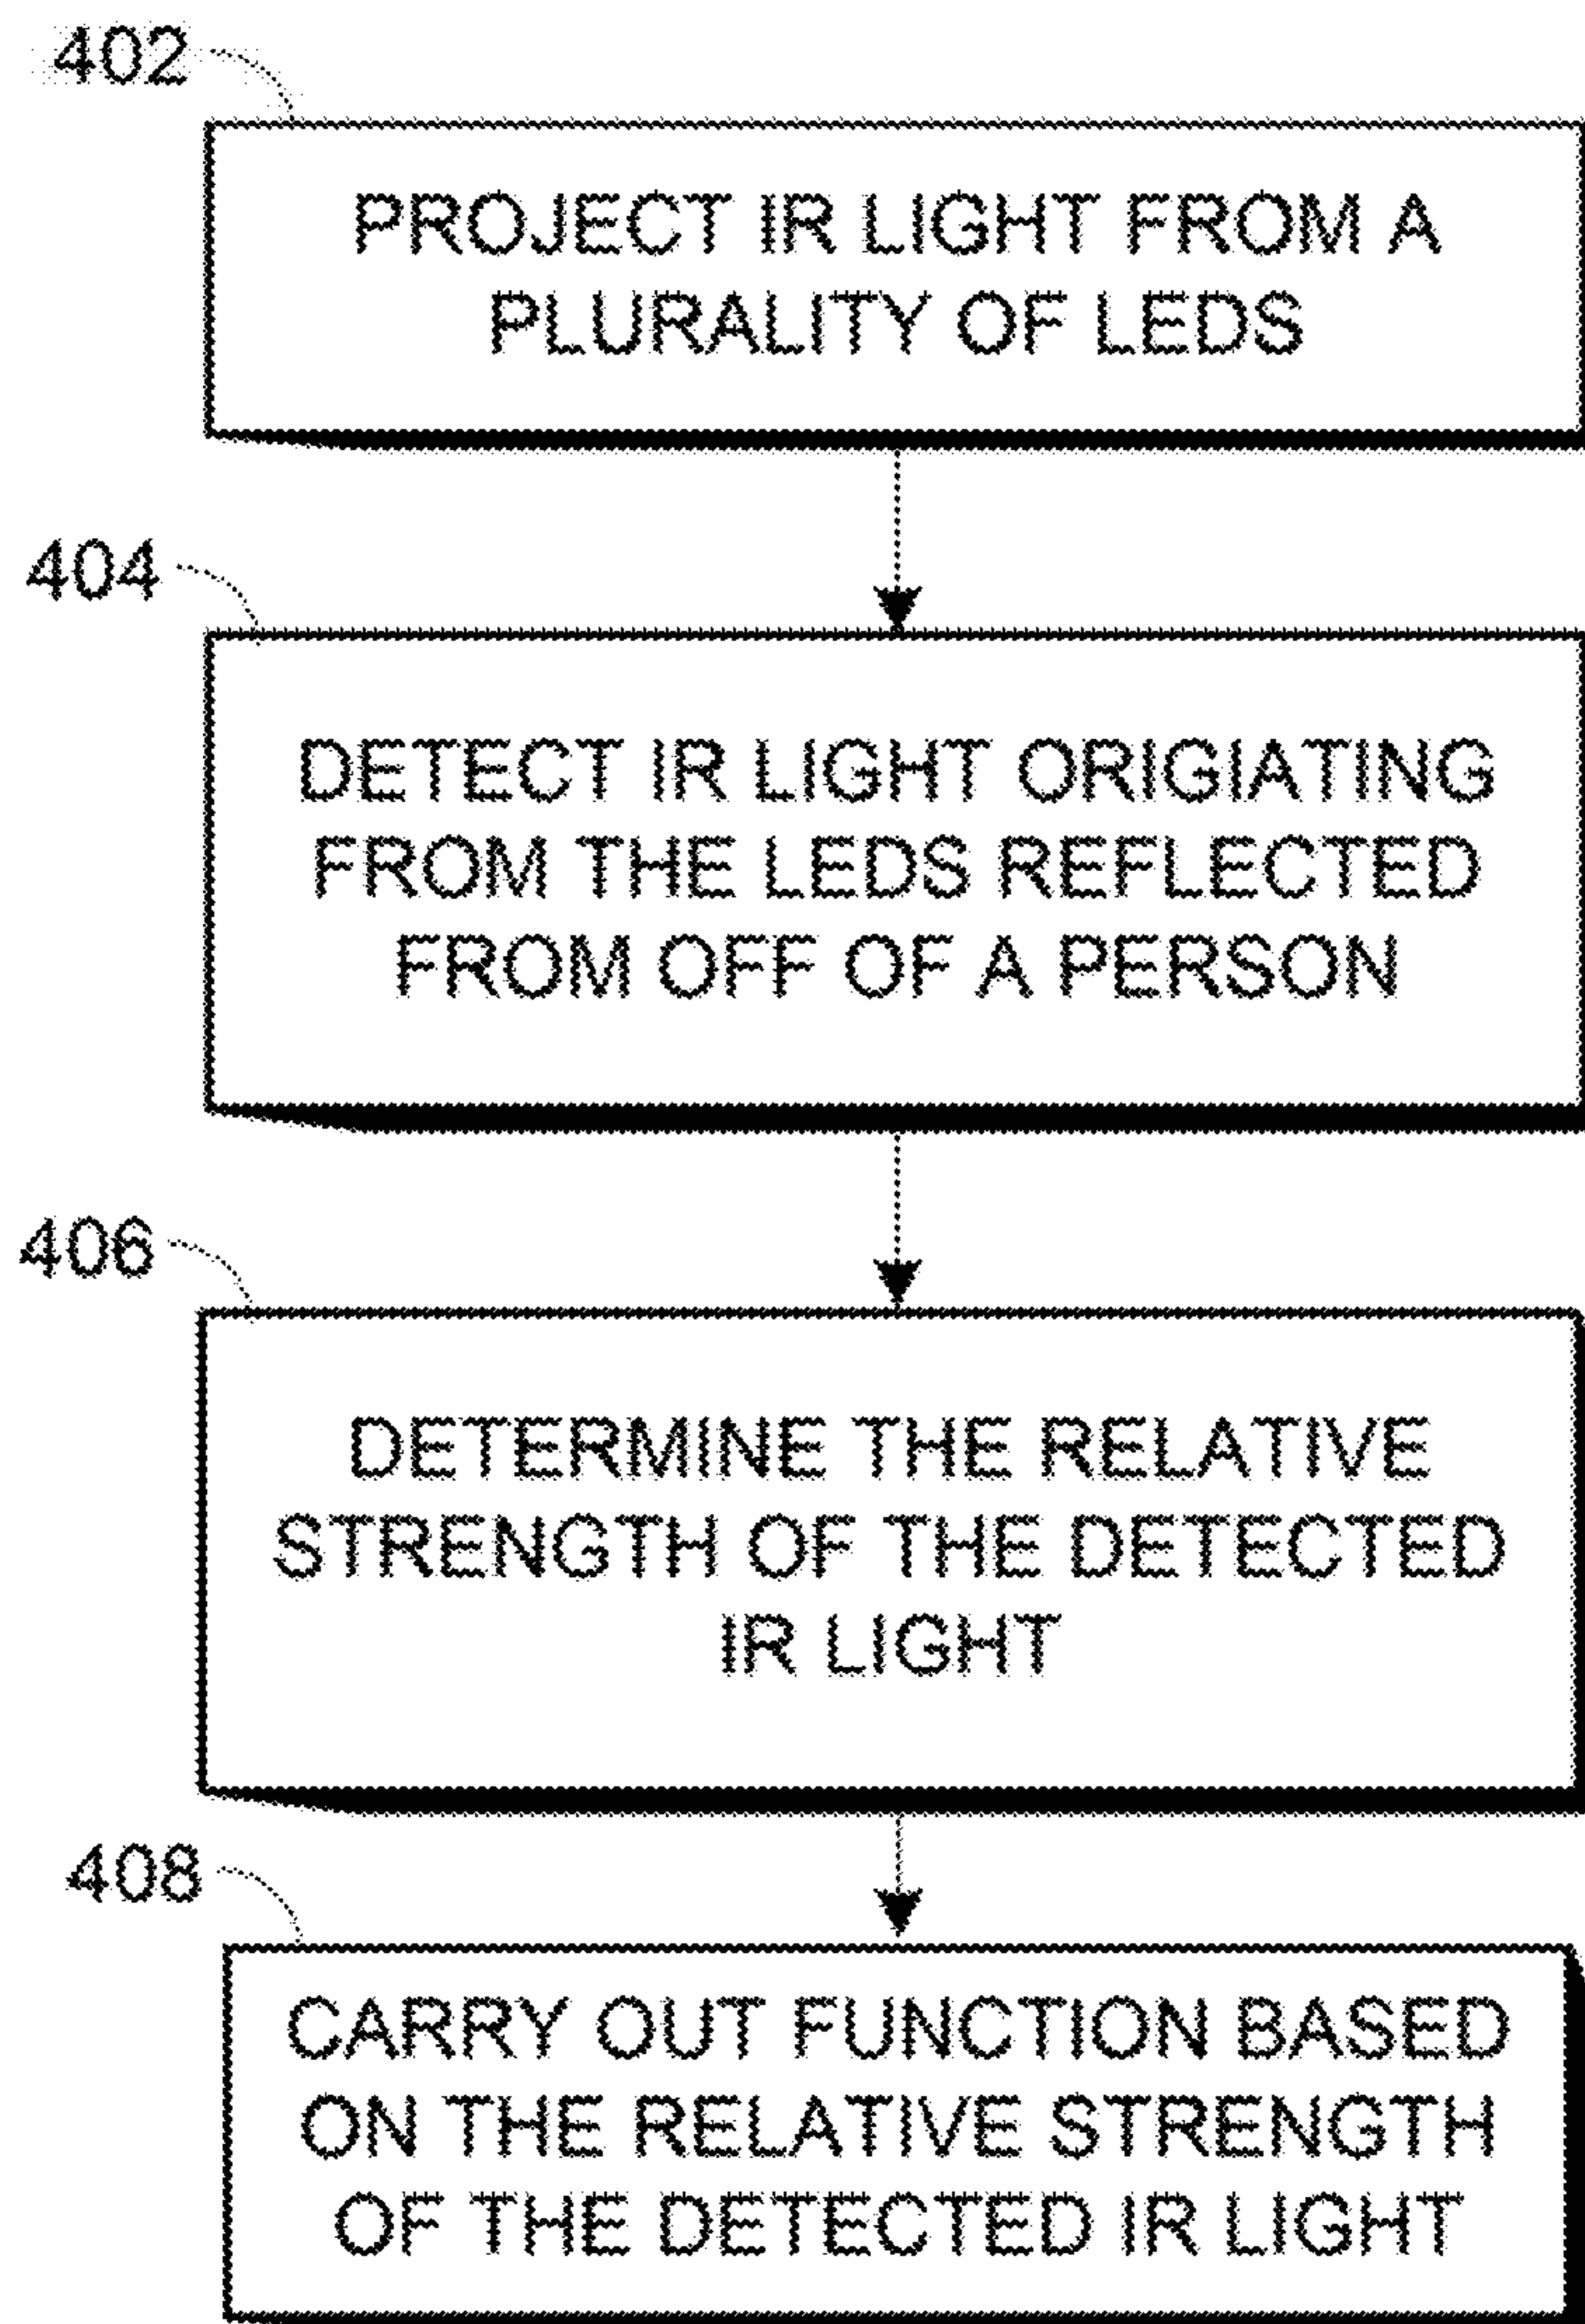 402
PROJECT IR LIGHT FROM A
PLURALITY OF LEDS
404
DETECT IR LIGHT ORIGIATING
FROM THE LEDS REFLECTED
FROM OFF OF A PERSON
406
DETERMINE THE RELATIVE
STRENGTH OF THE DETECTED
IR LIGHT
408
CARRY OUT FUNCTION BASED
ON THE RELATIVE STRENGTH
OF THE DETECTED IR LIGHT